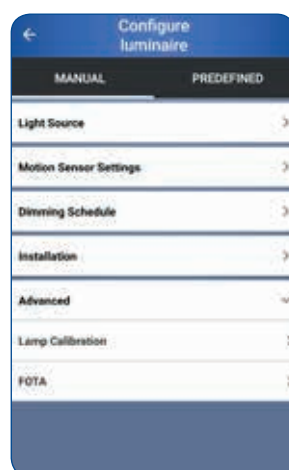 Configure
luminaire
MANUAL PREDEFINED
Light Source
Motion Sensor Settings
Dimming Schedule
Installation
Advanced
Lamp Calibration
FOTA